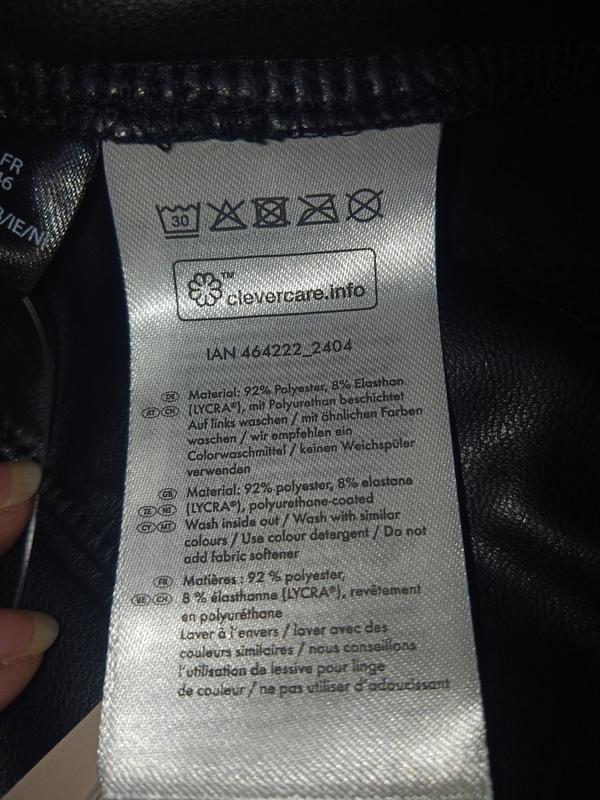 FR
46
/IE/NI
30
clevercare.info™
IAN 464222_2404
DE Material: 92% Polyester, 8% Elasthan
AT CH (LYCRA®), mit Polyurethan beschichtet
Auf links waschen / mit ähnlichen Farben
waschen / wir empfehlen ein
Colorwaschmittel / keinen Weichspüler
verwenden
GB Material: 92% polyester, 8% elastane
IE NI (LYCRA®), polyurethane-coated
CY MT Wash inside out / Wash with similar
colours / Use colour detergent / Do not
add fabric softener
FR Matières : 92 % polyester,
BE CH 8 % élasthanne (LYCRA®), revêtement
en polyuréthane
Laver à l'envers / laver avec des
couleurs similaires / nous conseillons
l'utilisation de lessive pour linge
de couleur / ne pas utiliser d'adoucissant